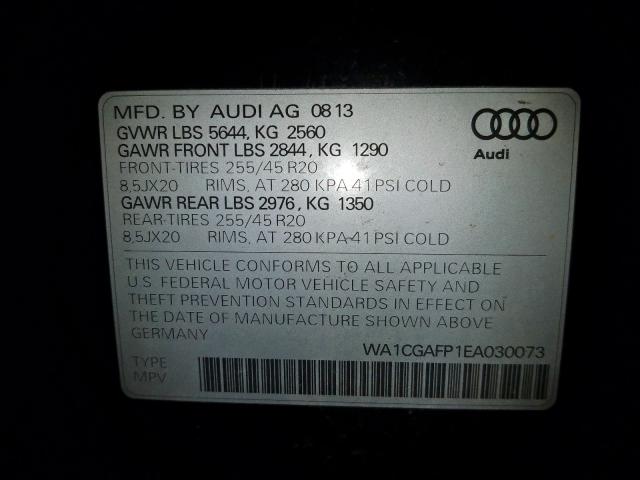 MFD. BY AUDI AG 08 13
GVWR LBS 5644, KG 2560
GAWR FRONT LBS 2844, KG 1290
FRONT-TIRES 255/45 R20
8,5JX20 RIMS, AT 280 KPA-41 PSI COLD
GAWR REAR LBS 2976, KG 1350
REAR-TIRES 255/45 R20
8,5JX20 RIMS, AT 280 KPA-41 PSI COLD
Audi
THIS VEHICLE CONFORMS TO ALL APPLICABLE
U.S. FEDERAL MOTOR VEHICLE SAFETY AND
THEFT PREVENTION STANDARDS IN EFFECT ON
THE DATE OF MANUFACTURE SHOWN ABOVE
GERMANY
WA1CGAFP1EA030073
TYPE
MPV